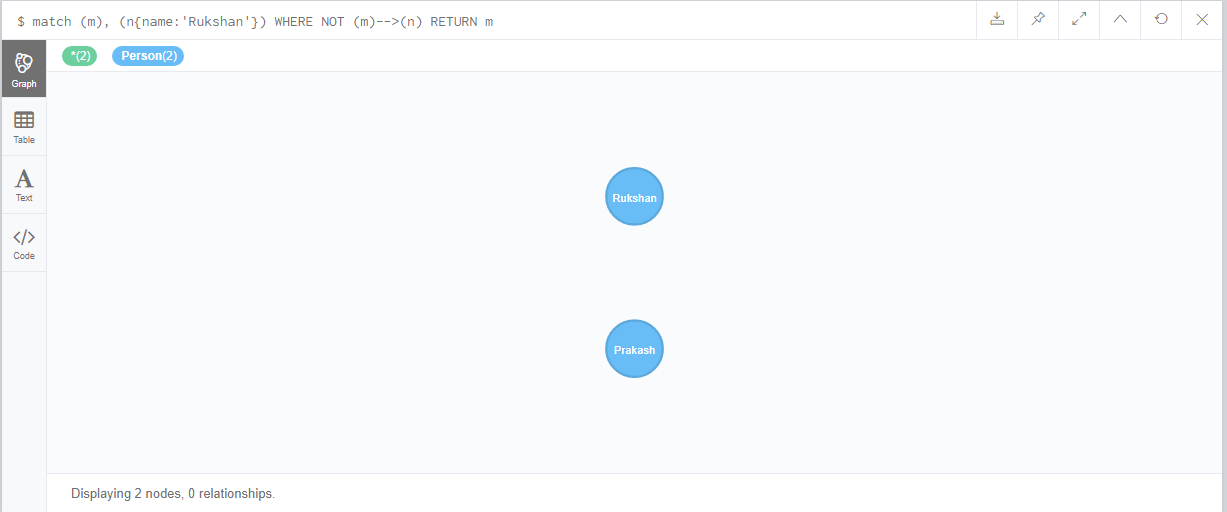 $ match (m), (n{name:'Rukshan'}) WHERE NOT (m)-->(n) RETURN m
*(2) Person(2)
Graph
Table
A
Text
</>
Code
Rukshan
Prakash
Displaying 2 nodes, 0 relationships.